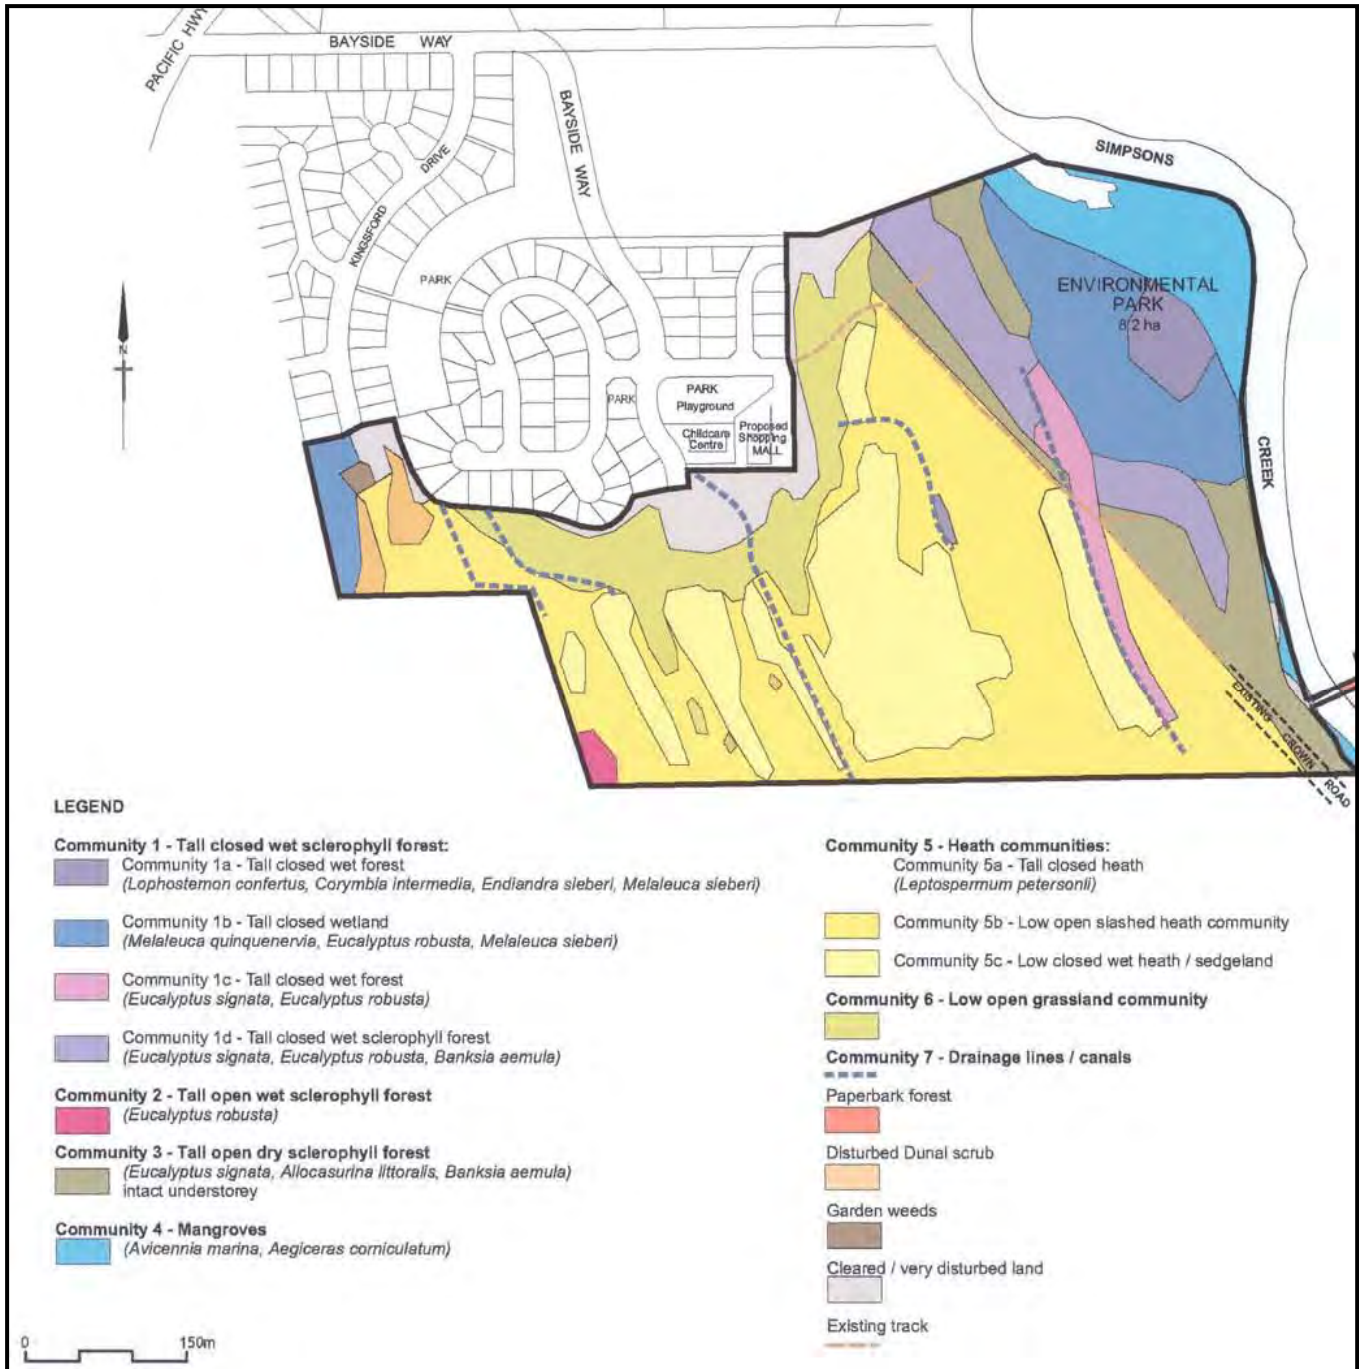 PACIFIC HWY
BAYSIDE WAY
BAYSIDE WAY
KINGSFORD DRIVE
SIMPSONS
CREEK
N
PARK
PARK
PARK
Playground
Childcare
Centre
Proposed
Shopping
MALL
ENVIRONMENTAL
PARK
8.2 ha
EXISTING CROWN ROAD
LEGEND
Community 1 - Tall closed wet sclerophyll forest:
Community 1a - Tall closed wet forest
(Lophostemon confertus, Corymbia intermedia, Endiandra sieberi, Melaleuca sieberi)
Community 1b - Tall closed wetland
(Melaleuca quinquenervia, Eucalyptus robusta, Melaleuca sieberi)
Community 1c - Tall closed wet forest
(Eucalyptus signata, Eucalyptus robusta)
Community 1d - Tall closed wet sclerophyll forest
(Eucalyptus signata, Eucalyptus robusta, Banksia aemula)
Community 2 - Tall open wet sclerophyll forest
(Eucalyptus robusta)
Community 3 - Tall open dry sclerophyll forest
(Eucalyptus signata, Allocasurina littoralis, Banksia aemula)
intact understorey
Community 4 - Mangroves
(Avicennia marina, Aegiceras corniculatum)
0 150m
Community 5 - Heath communities:
Community 5a - Tall closed heath
(Leptospermum petersonii)
Community 5b - Low open slashed heath community
Community 5c - Low closed wet heath / sedgeland
Community 6 - Low open grassland community
Community 7 - Drainage lines / canals
Paperbark forest
Disturbed Dunal scrub
Garden weeds
Cleared / very disturbed land
Existing track